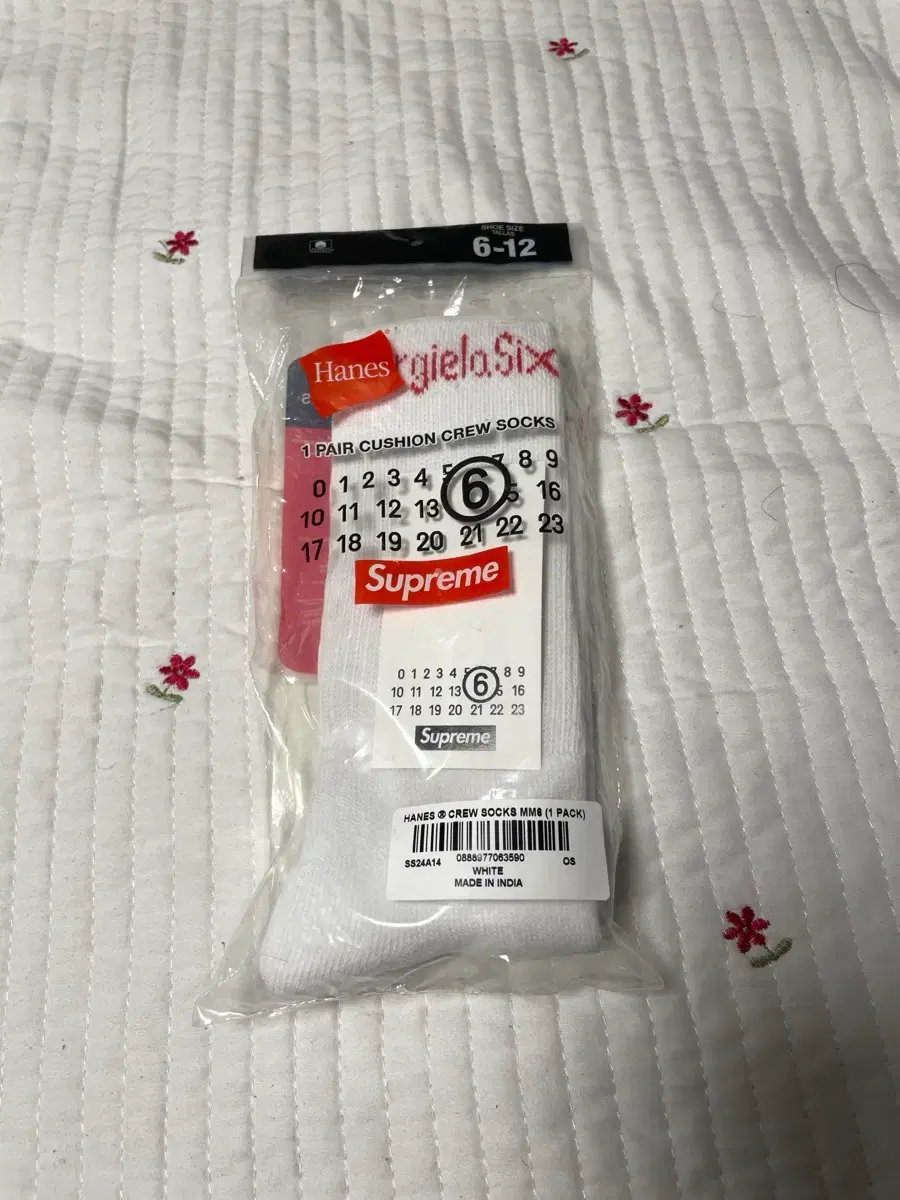 SHOE SIZE
TALLAS
6-12
Hanes
rgielaSix
1 PAIR CUSHION CREW SOCKS
0 1 2 3 4 5 7 8 9
10 11 12 13 6 5 16
17 18 19 20 21 22 23
Supreme
0 1 2 3 4 5 7 8 9
10 11 12 13 6 5 16
17 18 19 20 21 22 23
Supreme
HANES ® CREW SOCKS MM6 (1 PACK)
SS24A14 0888977063590 OS
WHITE
MADE IN INDIA